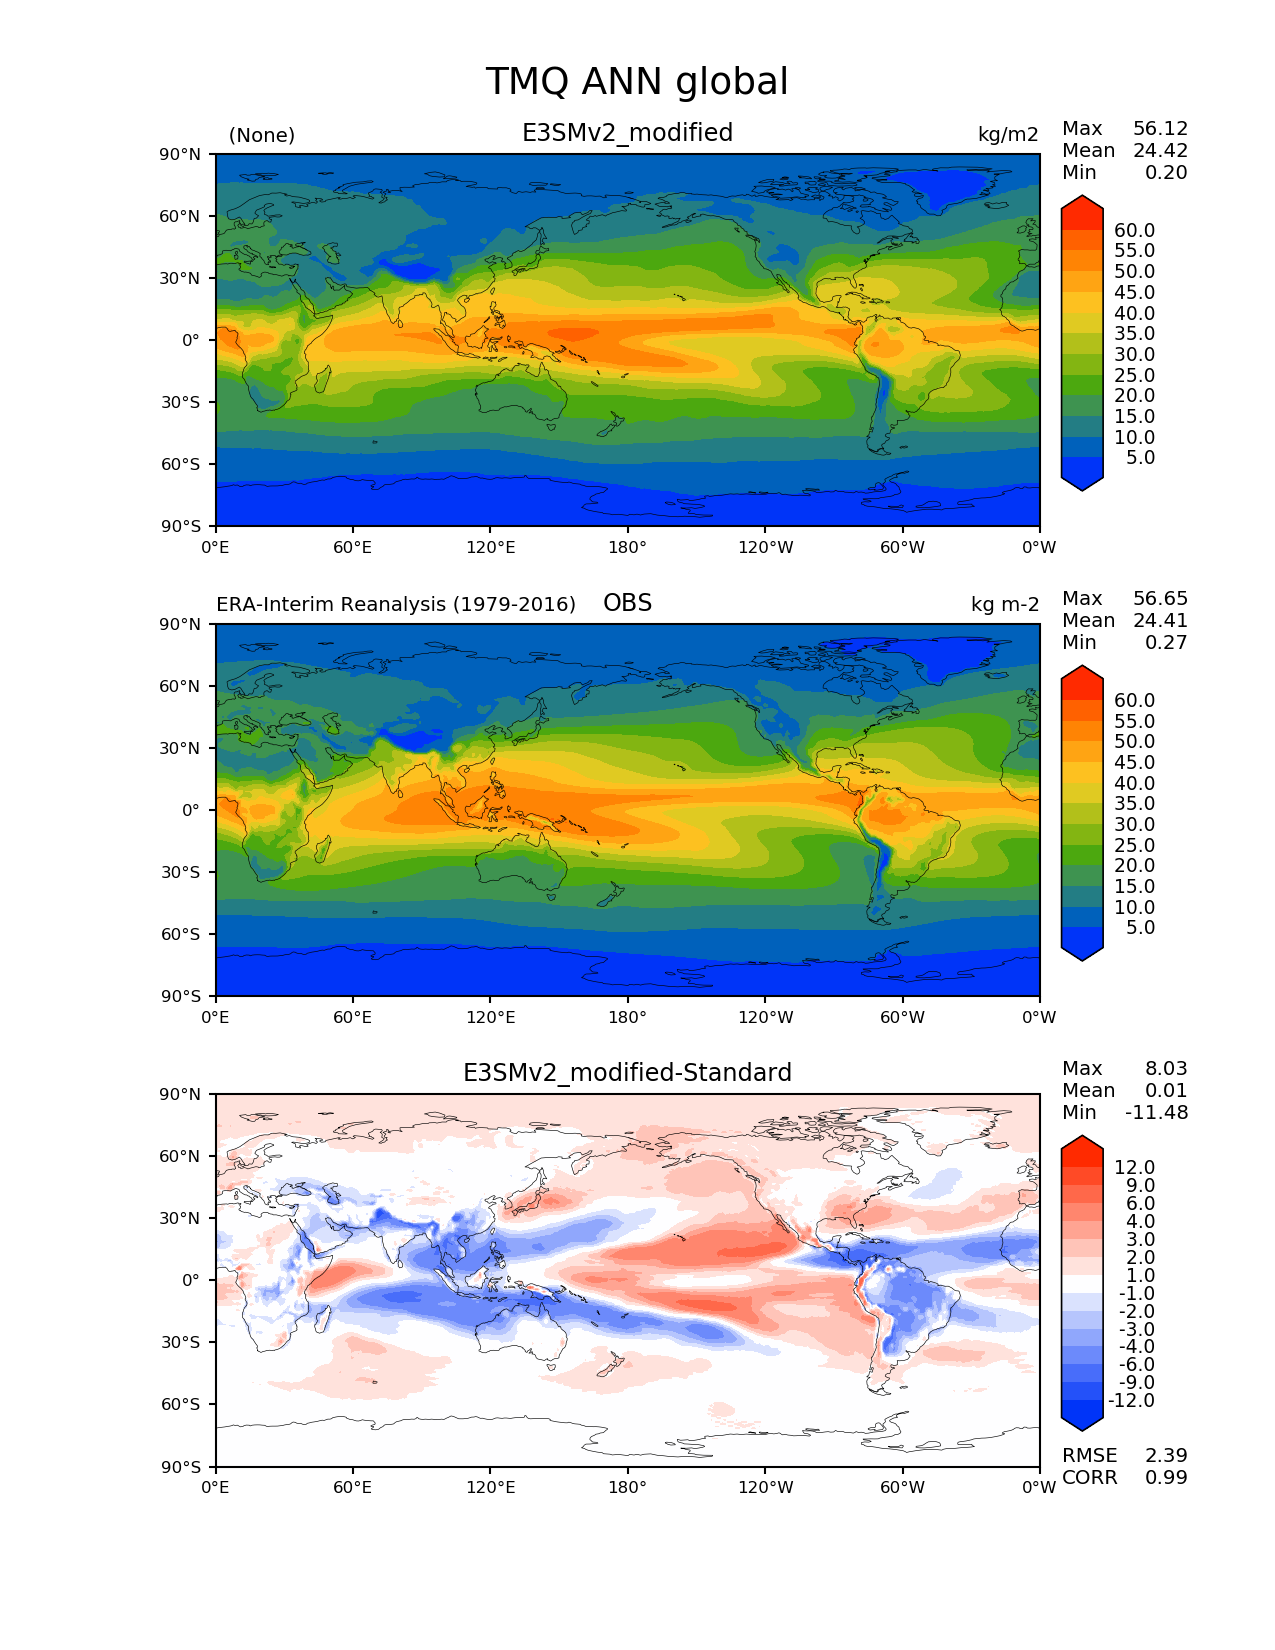 TMQ ANN global
(None) E3SMv2_modified kg/m2
Max 56.12
Mean 24.42
Min 0.20
90°N
60°N
30°N
0°
30°S
60°S
90°S
0°E 60°E 120°E 180° 120°W 60°W 0°W
60.0
55.0
50.0
45.0
40.0
35.0
30.0
25.0
20.0
15.0
10.0
5.0
ERA-Interim Reanalysis (1979-2016) OBS kg m-2
Max 56.65
Mean 24.41
Min 0.27
90°N
60°N
30°N
0°
30°S
60°S
90°S
0°E 60°E 120°E 180° 120°W 60°W 0°W
60.0
55.0
50.0
45.0
40.0
35.0
30.0
25.0
20.0
15.0
10.0
5.0
E3SMv2_modified-Standard
Max 8.03
Mean 0.01
Min -11.48
90°N
60°N
30°N
0°
30°S
60°S
90°S
0°E 60°E 120°E 180° 120°W 60°W 0°W
12.0
9.0
6.0
4.0
3.0
2.0
1.0
-1.0
-2.0
-3.0
-4.0
-6.0
-9.0
-12.0
RMSE 2.39
CORR 0.99